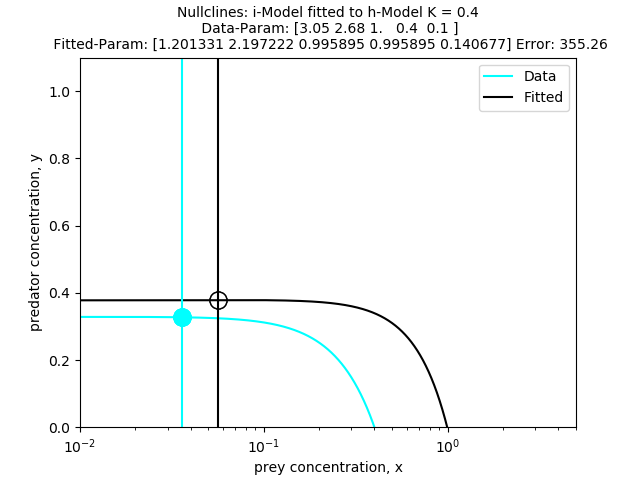 Nullclines: i-Model fitted to h-Model K = 0.4
Data-Param: [3.05 2.68 1.   0.4  0.1 ]
Fitted-Param: [1.201331 2.197222 0.995895 0.995895 0.140677] Error: 355.26
Data
Fitted
predator concentration, y
1.0
0.8
0.6
0.4
0.2
0.0
10⁻² 10⁻¹ 10⁰
prey concentration, x